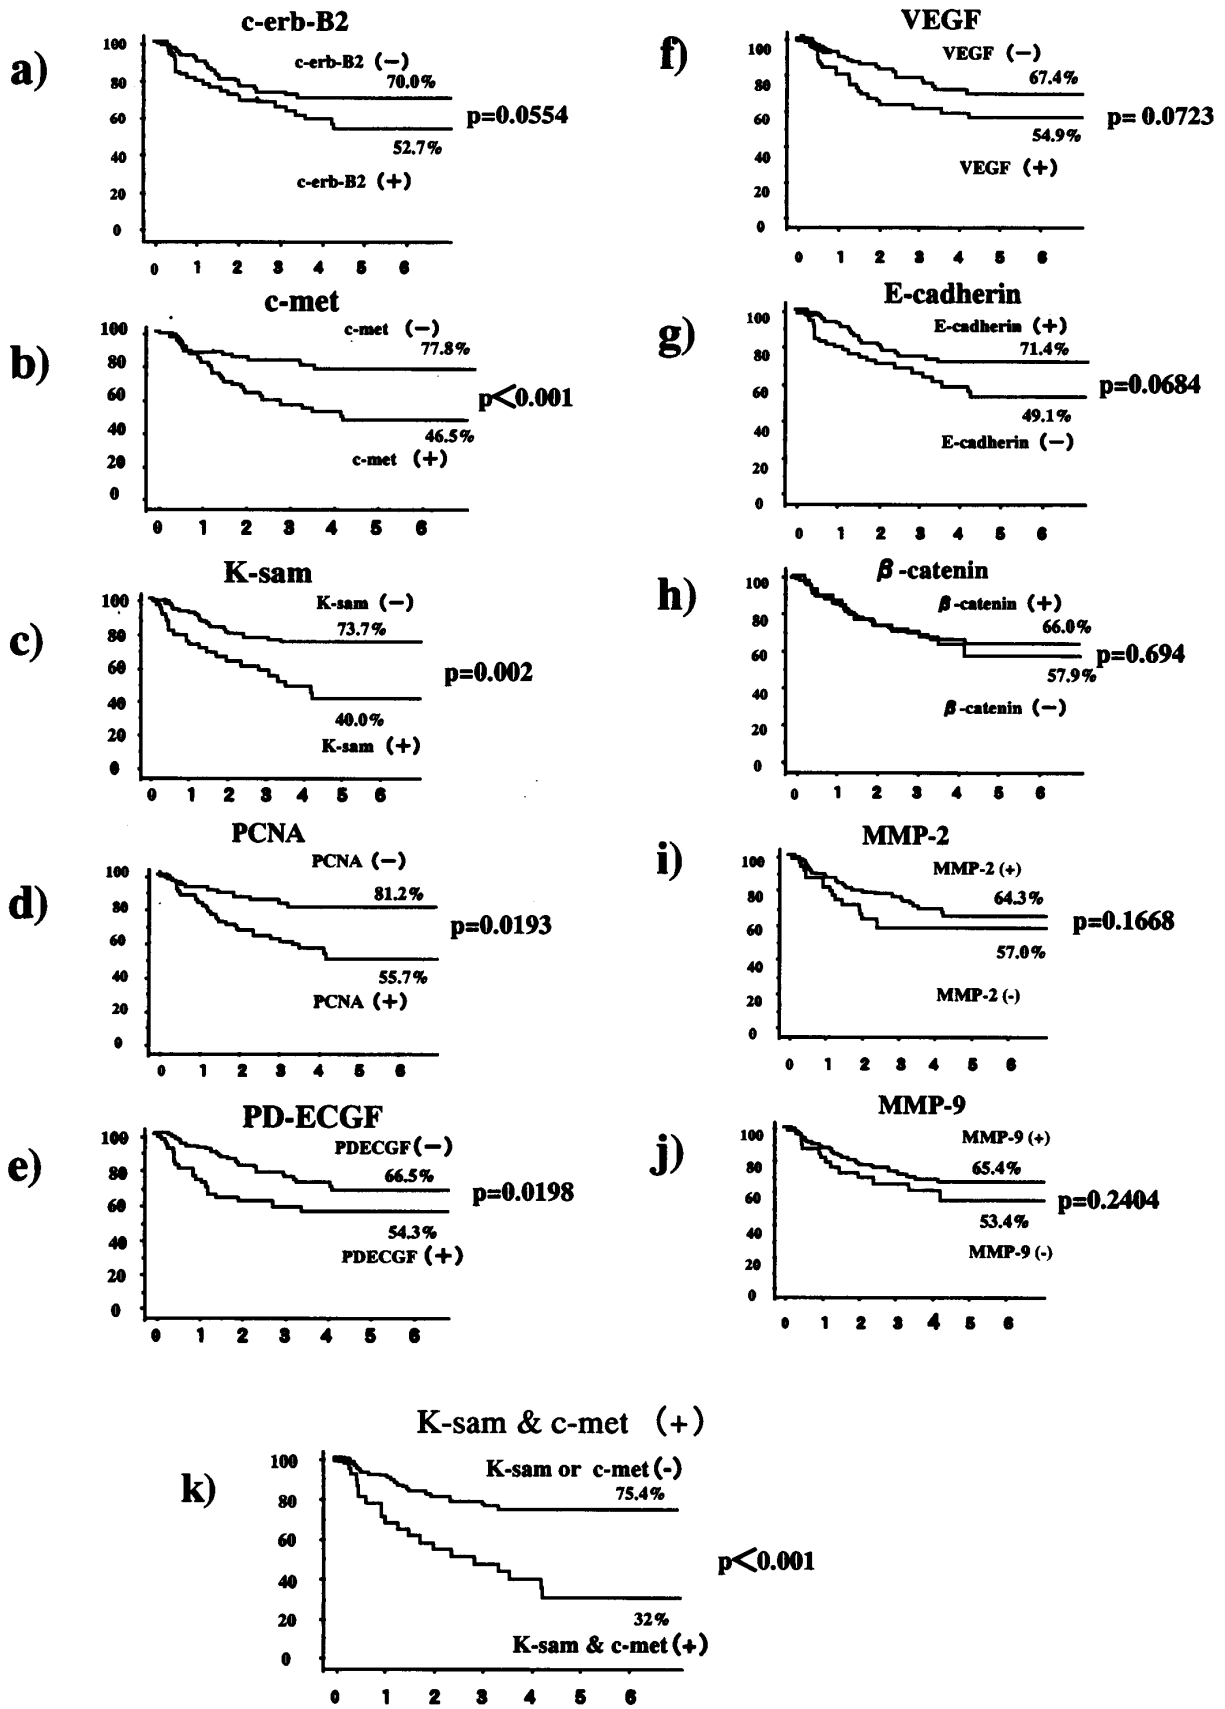 c-erb-B2
a)
100
80
60
40
20
0
c-erb-B2 (−)
70.0%
52.7%
c-erb-B2 (+)
p=0.0554
0 1 2 3 4 5 6
c-met
b)
100
80
60
40
20
0
c-met (−)
77.8%
46.5%
c-met (+)
p<0.001
0 1 2 3 4 5 6
K-sam
c)
100
80
60
40
20
0
K-sam (−)
73.7%
40.0%
K-sam (+)
p=0.002
0 1 2 3 4 5 6
PCNA
d)
100
80
60
40
20
0
PCNA (−)
81.2%
55.7%
PCNA (+)
p=0.0193
0 1 2 3 4 5 6
PD-ECGF
e)
100
80
60
40
20
0
PDECGF (−)
66.5%
54.3%
PDECGF (+)
p=0.0198
0 1 2 3 4 5 6
VEGF
f)
100
80
60
40
20
0
VEGF (−)
67.4%
54.9%
VEGF (+)
p= 0.0723
0 1 2 3 4 5 6
E-cadherin
g)
100
80
60
40
20
0
E-cadherin (+)
71.4%
49.1%
E-cadherin (−)
p=0.0684
0 1 2 3 4 5 6
β-catenin
h)
100
80
60
40
20
0
β-catenin (+)
66.0%
57.9%
β-catenin (−)
p=0.694
0 1 2 3 4 5 6
MMP-2
i)
100
80
60
40
20
0
MMP-2 (+)
64.3%
57.0%
MMP-2 (-)
p=0.1668
0 1 2 3 4 5 6
MMP-9
j)
100
80
60
40
20
0
MMP-9 (+)
65.4%
53.4%
MMP-9 (-)
p=0.2404
0 1 2 3 4 5 6
K-sam & c-met (+)
k)
100
80
60
40
20
0
K-sam or c-met (-)
75.4%
32%
K-sam & c-met (+)
p<0.001
0 1 2 3 4 5 6